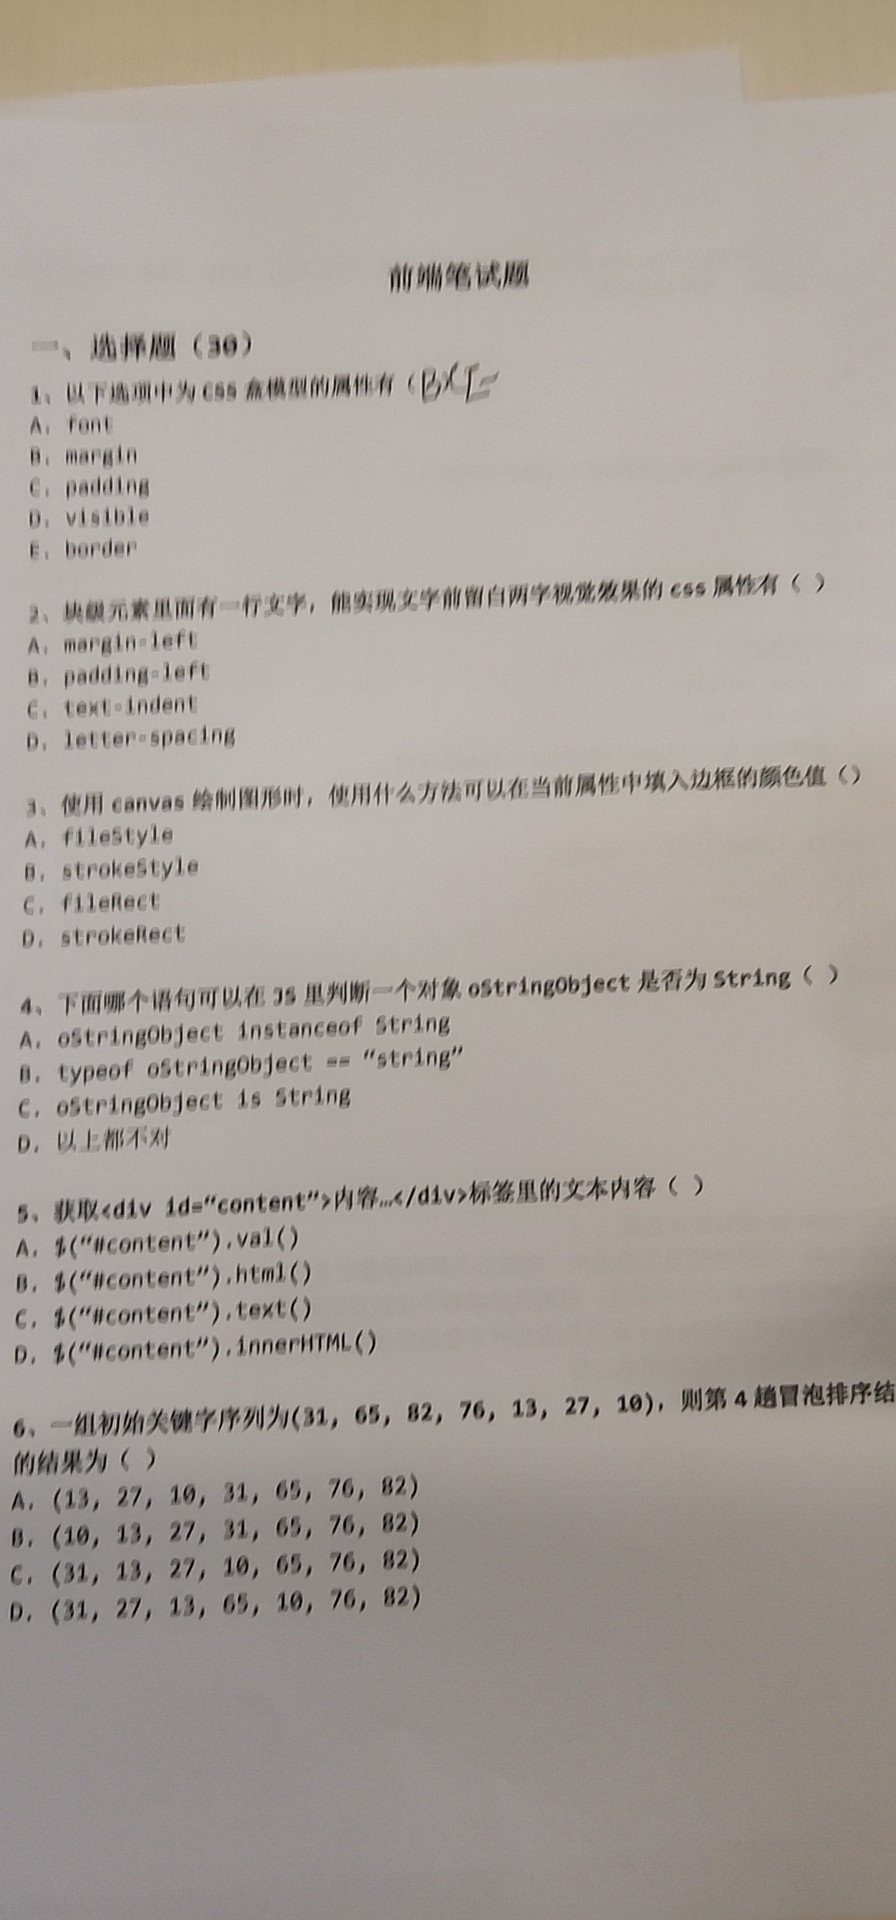 前端笔试题
一、选择题（30）
1、以下选项中为 css 盒模型的属性有（
A. font
B. margin
C. padding
D. visible
E. border
2、块级元素里面有一行文字，能实现文字前留白两字视觉效果的 css 属性有（ ）
A. margin-left
B. padding-left
C. text-indent
D. letter-spacing
3、使用 canvas 绘制图形时，使用什么方法可以在当前属性中填入边框的颜色值（）
A. fileStyle
B. strokeStyle
C. fileRect
D. strokeRect
4、下面哪个语句可以在 JS 里判断一个对象 oStringObject 是否为 String（ ）
A. oStringObject instanceof String
B. typeof oStringObject == “string”
C. oStringObject is String
D. 以上都不对
5、获取<div id=“content”>内容…</div>标签里的文本内容（ ）
A. $(“#content”).val()
B. $(“#content”).html()
C. $(“#content”).text()
D. $(“#content”).innerHTML()
6、一组初始关键字序列为(31, 65, 82, 76, 13, 27, 10)，则第 4 趟冒泡排序结
的结果为（ ）
A. (13, 27, 10, 31, 65, 76, 82)
B. (10, 13, 27, 31, 65, 76, 82)
C. (31, 13, 27, 10, 65, 76, 82)
D. (31, 27, 13, 65, 10, 76, 82)